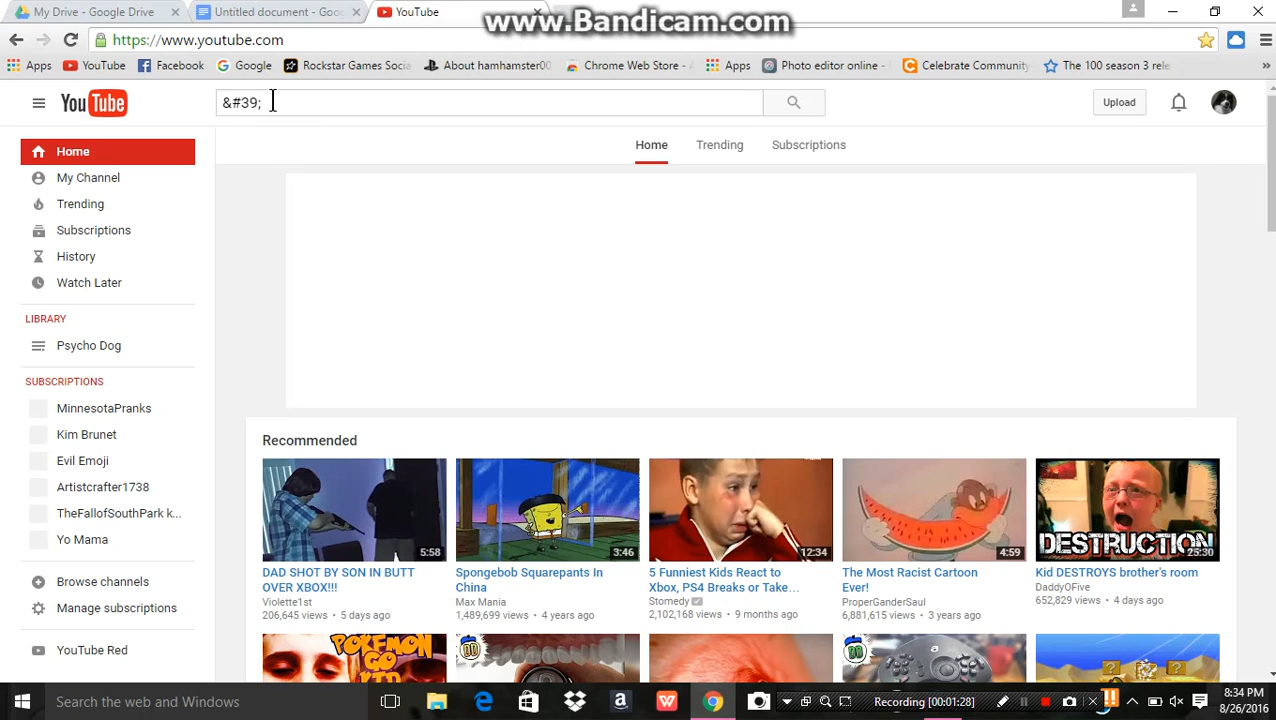 www.Bandicam.com
My Drive - Google Drive
Untitled document - Goo
YouTube
https://www.youtube.com
Apps
YouTube
Facebook
Google
Rockstar Games Soci
About hamhamster00
Chrome Web Store -
Apps
Photo editor online -
Celebrate Community
The 100 season 3 rele
YouTube
&#39;
Upload
Home
Trending
Subscriptions
Home
My Channel
Trending
Subscriptions
History
Watch Later
LIBRARY
Psycho Dog
SUBSCRIPTIONS
MinnesotaPranks
Kim Brunet
Evil Emoji
Artistcrafter1738
TheFallofSouthPark k...
Yo Mama
Browse channels
Manage subscriptions
YouTube Red
Recommended
5:58
DAD SHOT BY SON IN BUTT
OVER XBOX!!!
Violette1st
206,645 views • 5 days ago
3:46
Spongebob Squarepants In
China
Max Mania
1,489,699 views • 4 years ago
12:34
5 Funniest Kids React to
Xbox, PS4 Breaks or Take...
Stomedy
2,102,168 views • 9 months ago
4:59
The Most Racist Cartoon
Ever!
ProperGanderSaul
6,881,615 views • 3 years ago
DESTRUCTION
25:30
Kid DESTROYS brother's room
DaddyOFive
652,829 views • 4 days ago
POKEMON
GO
KID
Search the web and Windows
Recording [00:01:28]
8:34 PM
8/26/2016